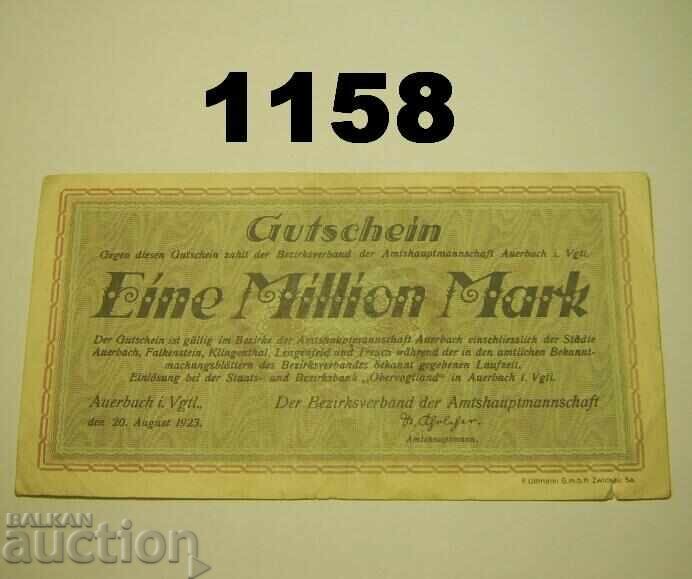 1158
Gutschein
Gegen diesen Gutschein zahlt der Bezirksverband der Amtshauptmannschaft Auerbach i. Vgtl.
Eine Million Mark
Der Gutschein ist gültig im Bezirke der Amtshauptmannschaft Auerbach einschließlich der Städte
Auerbach, Falkenstein, Klingenthal, Lengenfeld und Treuen während der in den amtlichen Bekannt-
machungsblättern des Bezirksverbandes bekannt gegebenen Laufzeit.
Einlösung bei der Staats- und Bezirksbank „Obervogtland" in Auerbach i. Vgtl.
Auerbach i. Vgtl., Der Bezirksverband der Amtshauptmannschaft
den 20. August 1923.
Amtshauptmann.
F. Ullmann G.m.b.H. Zwickau Sa.
BALKAN
auction